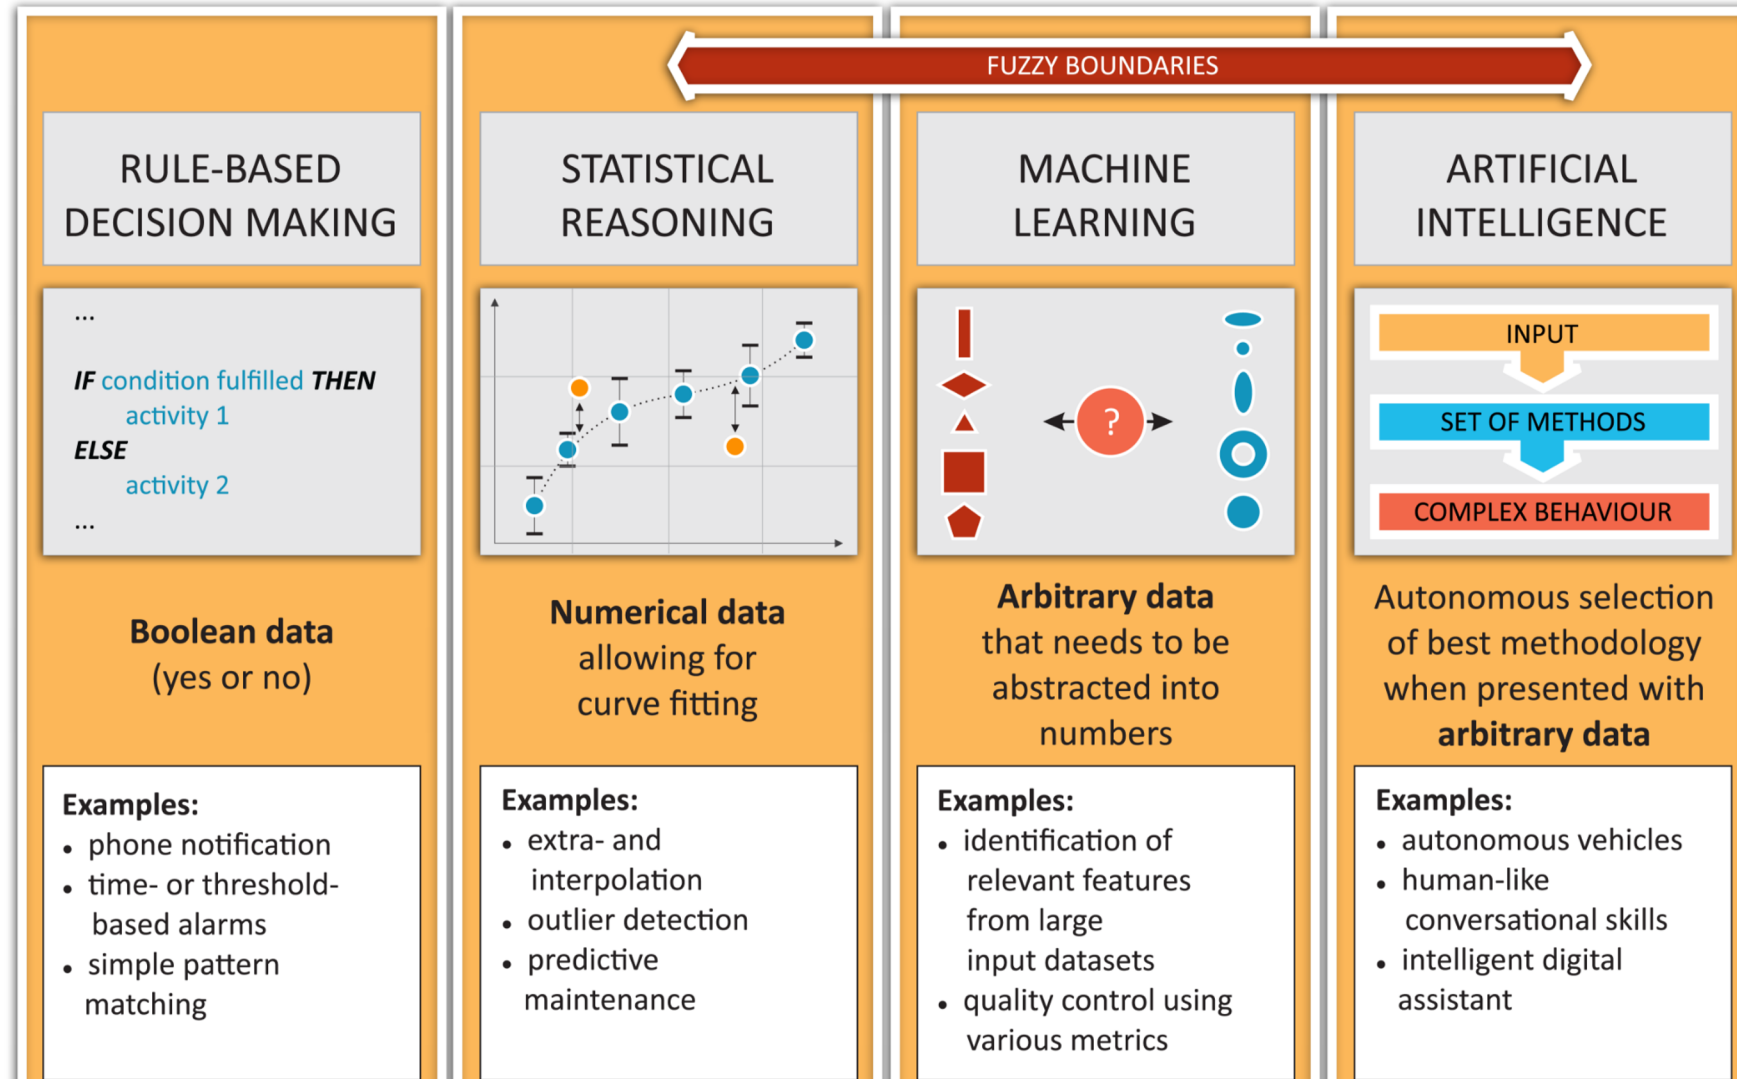 FUZZY BOUNDARIES
RULE-BASED
DECISION MAKING
...
IF condition fulfilled THEN
activity 1
ELSE
activity 2
...
Boolean data
(yes or no)
Examples:
• phone notification
• time- or threshold-
based alarms
• simple pattern
matching
STATISTICAL
REASONING
Numerical data
allowing for
curve fitting
Examples:
• extra- and
interpolation
• outlier detection
• predictive
maintenance
MACHINE
LEARNING
?
Arbitrary data
that needs to be
abstracted into
numbers
Examples:
• identification of
relevant features
from large
input datasets
• quality control using
various metrics
ARTIFICIAL
INTELLIGENCE
INPUT
SET OF METHODS
COMPLEX BEHAVIOUR
Autonomous selection
of best methodology
when presented with
arbitrary data
Examples:
• autonomous vehicles
• human-like
conversational skills
• intelligent digital
assistant